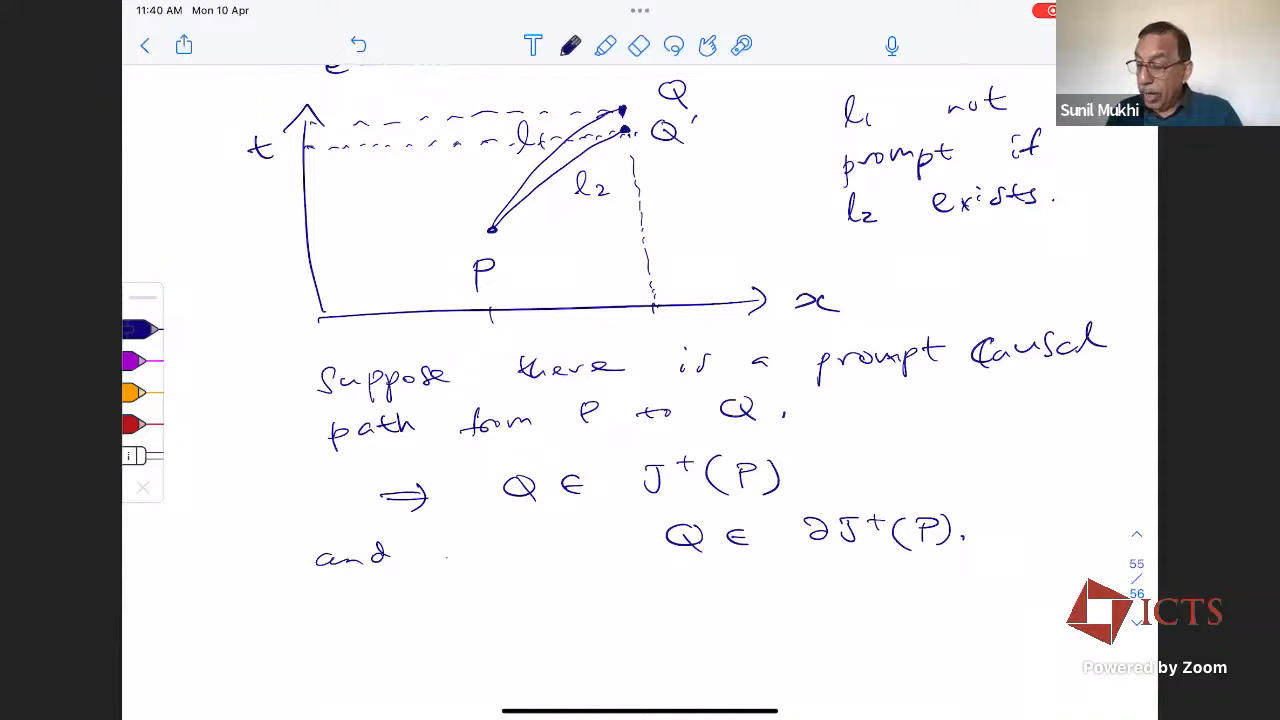 11:40 AM Mon 10 Apr
T
Sunil Mukhi
Q
Q'
t
l₁
l₂
P
x
l₁ not
prompt if
l₂ exists.
Suppose there is a prompt Causal
path from P to Q.
⇒ Q ∈ J⁺(P)
and Q ∈ ∂J⁺(P).
55
/
56
ICTS
Powered by Zoom